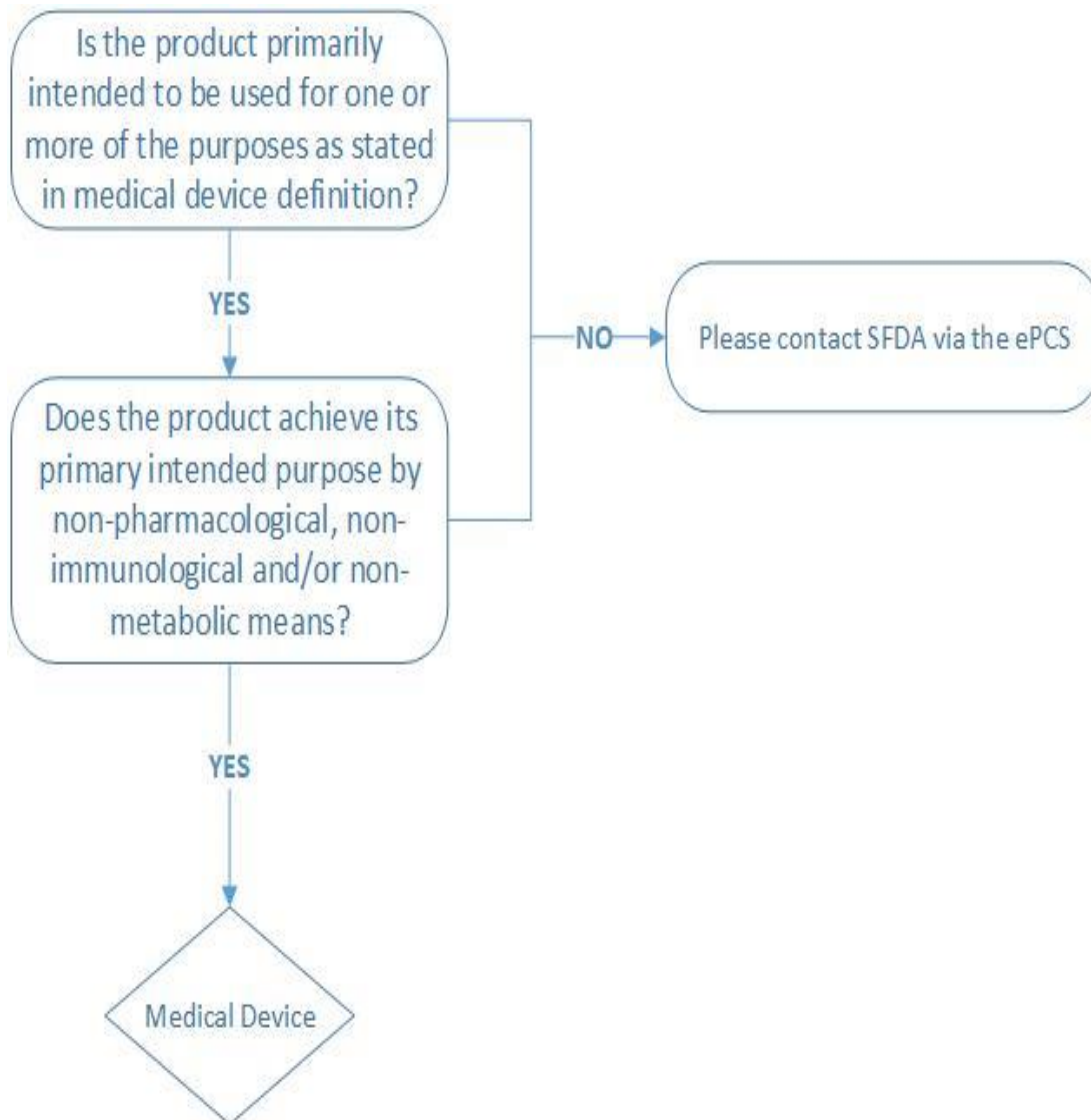 Is the product primarily
intended to be used for one or
more of the purposes as stated
in medical device definition?
YES
NO
Please contact SFDA via the ePCS
Does the product achieve its
primary intended purpose by
non-pharmacological, non-
immunological and/or non-
metabolic means?
YES
Medical Device